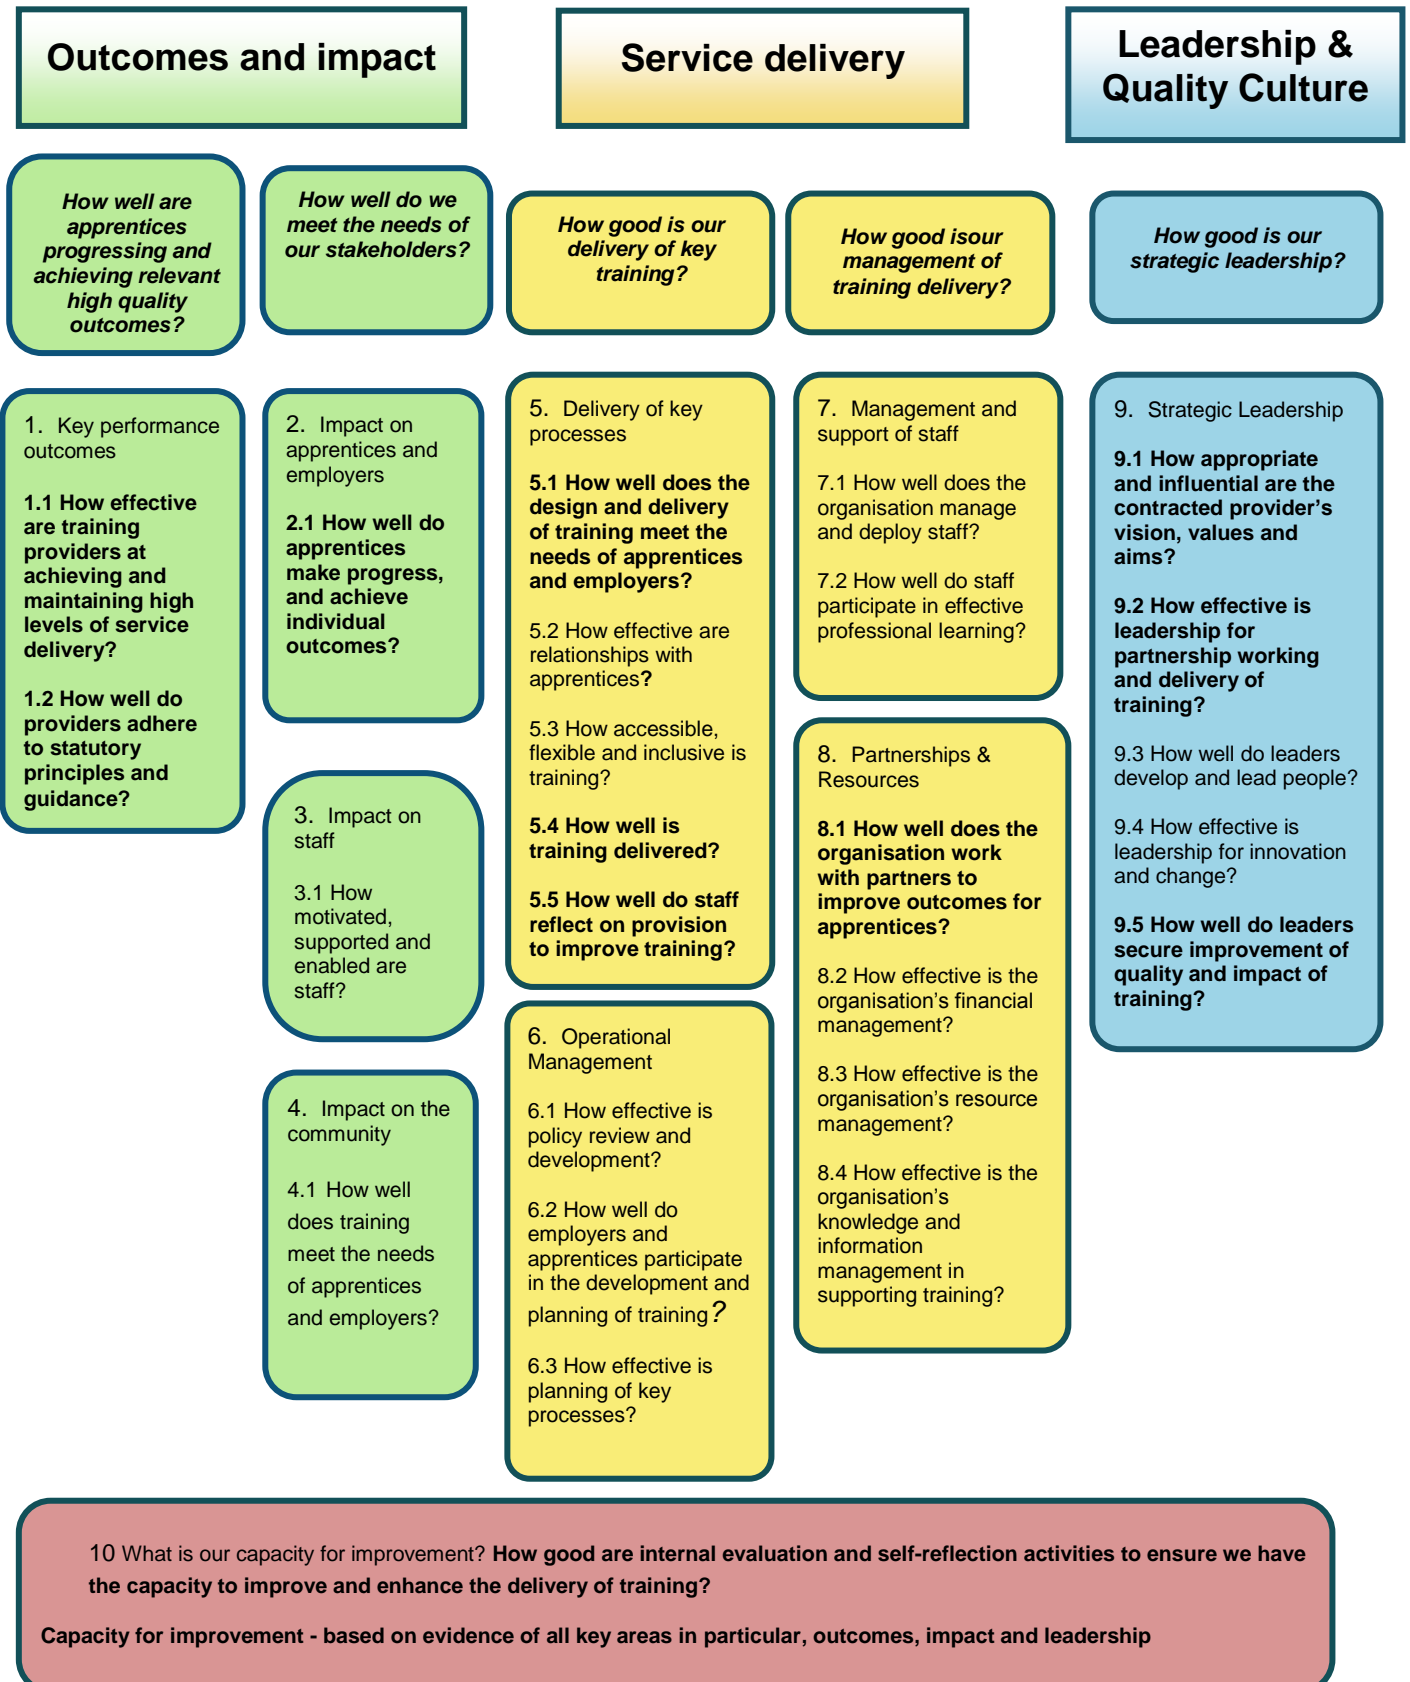 Outcomes and impact
Service delivery
Leadership &
Quality Culture
How well are
apprentices
progressing and
achieving relevant
high quality
outcomes?
How well do we
meet the needs of
our stakeholders?
How good is our
delivery of key
training?
How good isour
management of
training delivery?
How good is our
strategic leadership?
1. Key performance
outcomes
1.1 How effective
are training
providers at
achieving and
maintaining high
levels of service
delivery?
1.2 How well do
providers adhere
to statutory
principles and
guidance?
2. Impact on
apprentices and
employers
2.1 How well do
apprentices
make progress,
and achieve
individual
outcomes?
3. Impact on
staff
3.1 How
motivated,
supported and
enabled are
staff?
4. Impact on the
community
4.1 How well
does training
meet the needs
of apprentices
and employers?
5. Delivery of key
processes
5.1 How well does the
design and delivery
of training meet the
needs of apprentices
and employers?
5.2 How effective are
relationships with
apprentices?
5.3 How accessible,
flexible and inclusive is
training?
5.4 How well is
training delivered?
5.5 How well do staff
reflect on provision
to improve training?
6. Operational
Management
6.1 How effective is
policy review and
development?
6.2 How well do
employers and
apprentices participate
in the development and
planning of training?
6.3 How effective is
planning of key
processes?
7. Management and
support of staff
7.1 How well does the
organisation manage
and deploy staff?
7.2 How well do staff
participate in effective
professional learning?
8. Partnerships &
Resources
8.1 How well does the
organisation work
with partners to
improve outcomes for
apprentices?
8.2 How effective is the
organisation’s financial
management?
8.3 How effective is the
organisation’s resource
management?
8.4 How effective is the
organisation’s
knowledge and
information
management in
supporting training?
9. Strategic Leadership
9.1 How appropriate
and influential are the
contracted provider’s
vision, values and
aims?
9.2 How effective is
leadership for
partnership working
and delivery of
training?
9.3 How well do leaders
develop and lead people?
9.4 How effective is
leadership for innovation
and change?
9.5 How well do leaders
secure improvement of
quality and impact of
training?
10 What is our capacity for improvement? How good are internal evaluation and self-reflection activities to ensure we have
the capacity to improve and enhance the delivery of training?
Capacity for improvement - based on evidence of all key areas in particular, outcomes, impact and leadership